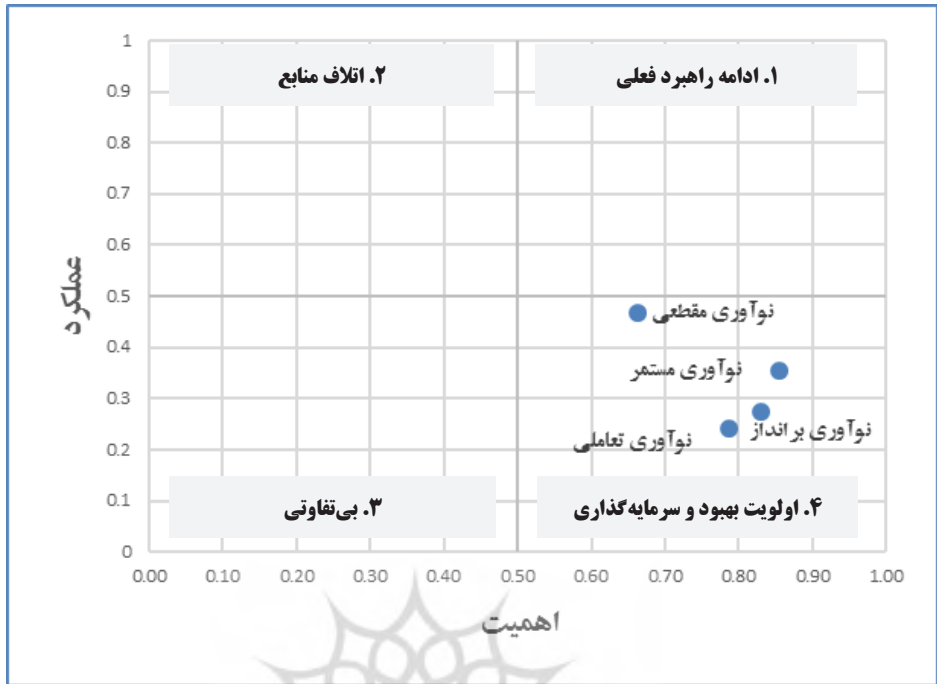 ۱. ادامه راهبرد فعلی
۲. اتلاف منابع
1
0.9
0.8
0.7
0.6
0.5
0.4
0.3
0.2
0.1
0
عملکرد
نوآوری مقطعی
نوآوری مستمر
نوآوری برانداز
نوآوری تعاملی
۴. اولویت بهبود و سرمایه‌گذاری
۳. بی‌تفاوتی
0.00 0.10 0.20 0.30 0.40 0.50 0.60 0.70 0.80 0.90 1.00
اهمیت